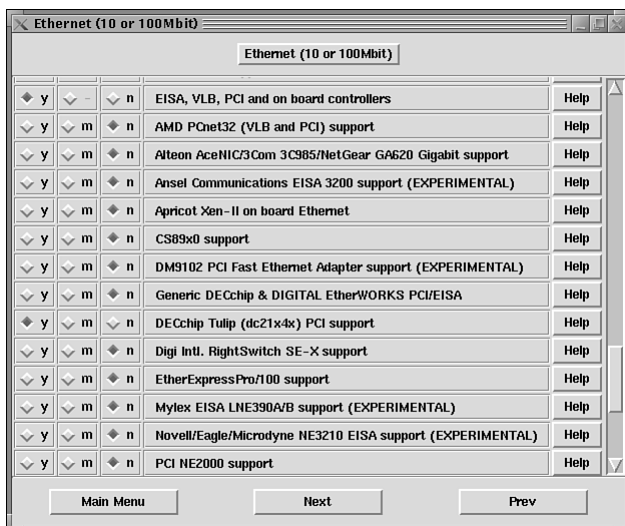 Ethernet (10 or 100Mbit)
Ethernet (10 or 100Mbit)
y - n EISA, VLB, PCI and on board controllers Help
y m n AMD PCnet32 (VLB and PCI) support Help
y m n Alteon AceNIC/3Com 3C985/NetGear GA620 Gigabit support Help
y m n Ansel Communications EISA 3200 support (EXPERIMENTAL) Help
y m n Apricot Xen-II on board Ethernet Help
y m n CS89x0 support Help
y m n DM9102 PCI Fast Ethernet Adapter support (EXPERIMENTAL) Help
y m n Generic DECchip & DIGITAL EtherWORKS PCI/EISA Help
y m n DECchip Tulip (dc21x4x) PCI support Help
y m n Digi Intl. RightSwitch SE-X support Help
y m n EtherExpressPro/100 support Help
y m n Mylex EISA LNE390A/B support (EXPERIMENTAL) Help
y m n Novell/Eagle/Microdyne NE3210 EISA support (EXPERIMENTAL) Help
y m n PCI NE2000 support Help
Main Menu Next Prev